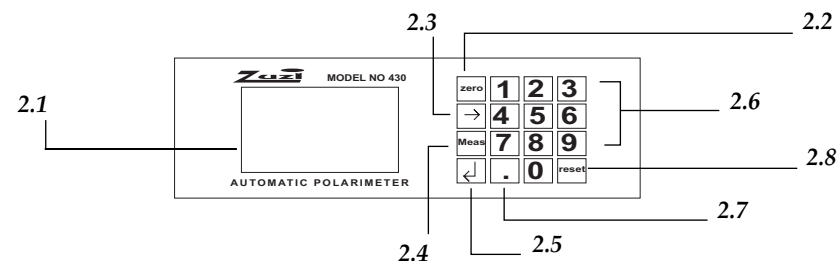 2.2
2.3
Zuzi MODEL NO 430
zero 1 2 3
2.1
→ 4 5 6
2.6
Meas 7 8 9
2.8
↵ . 0 reset
AUTOMATIC POLARIMETER
2.7
2.4 2.5